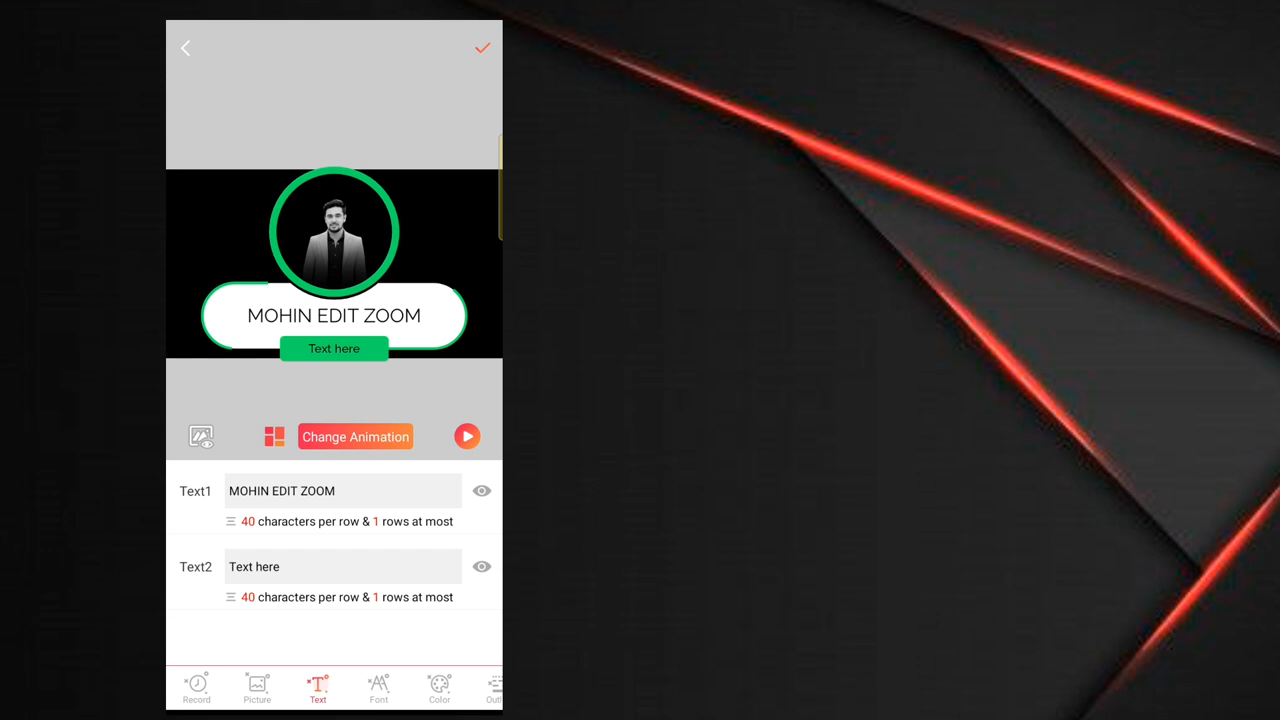 MOHIN EDIT ZOOM
Text here
Change Animation
Text1 MOHIN EDIT ZOOM
40 characters per row & 1 rows at most
Text2 Text here
40 characters per row & 1 rows at most
Record Picture Text Font Color Outl